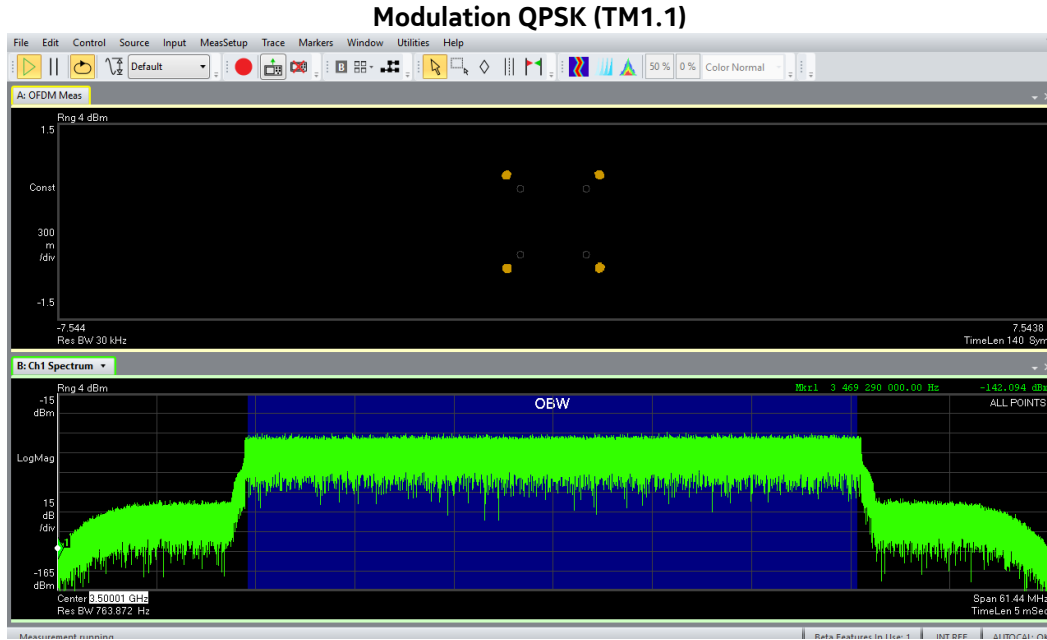 Modulation QPSK (TM1.1)
File Edit Control Source Input MeasSetup Trace Markers Window Utilities Help
Default
B
50 %
0 %
Color Normal
A: OFDM Meas
Rng 4 dBm
1.5
Const
300
m
/div
-1.5
-7.544
7.5438
Res BW 30 kHz
TimeLen 140 Sym
B: Ch1 Spectrum
Rng 4 dBm
Mkr1 3 469 290 000.00 Hz -142.094 dBm
-15
dBm
OBW
ALL POINTS
LogMag
15
dB
/div
1
-165
dBm
Center 3.50001 GHz
Span 61.44 MHz
Res BW 763.872 Hz
TimeLen 5 mSec
Measurement running
Beta Features In Use: 1
INT REF
AUTOCAL: